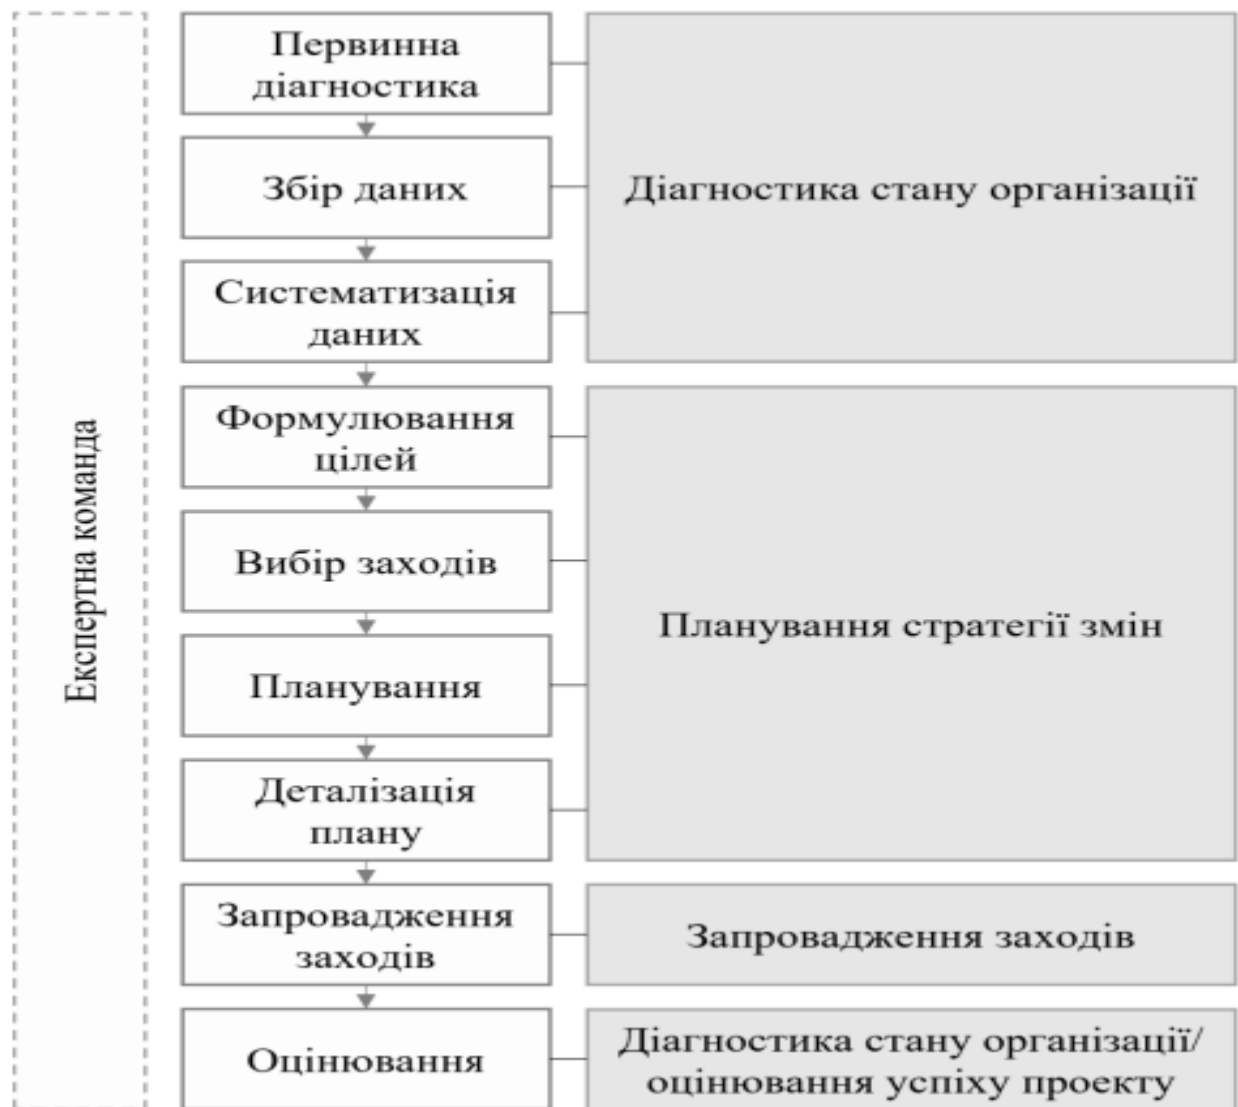 Експертна команда
Первинна
діагностика
Збір даних
Систематизація
даних
Діагностика стану організації
Формулювання
цілей
Вибір заходів
Планування
Деталізація
плану
Планування стратегії змін
Запровадження
заходів
Запровадження заходів
Оцінювання
Діагностика стану організації/
оцінювання успіху проекту